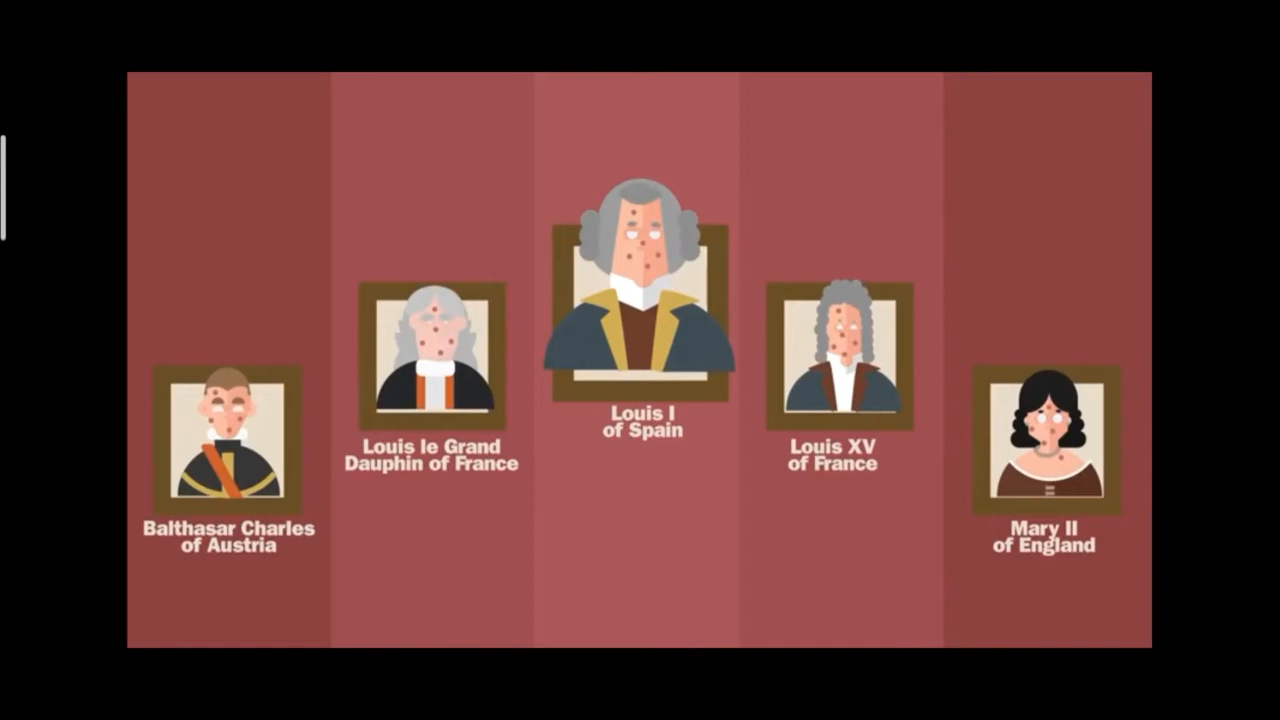 Balthasar Charles
of Austria
Louis le Grand
Dauphin of France
Louis I
of Spain
Louis XV
of France
Mary II
of England